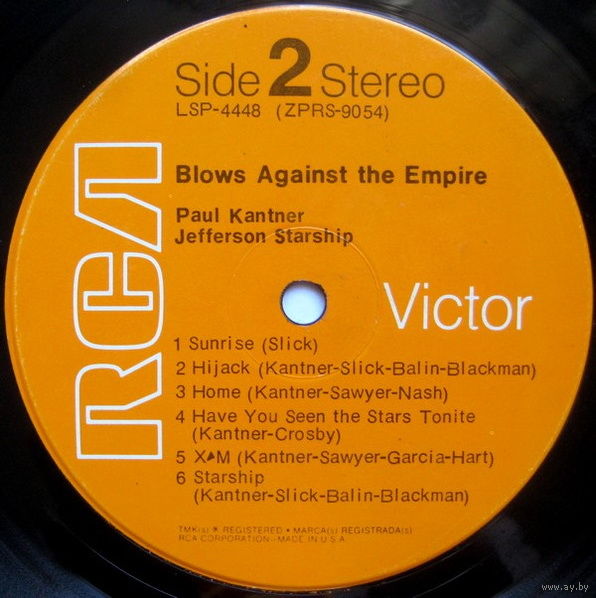 Side 2 Stereo
LSP-4448 (ZPRS-9054)
Blows Against the Empire
Paul Kantner
Jefferson Starship
RCA
Victor
1 Sunrise (Slick)
2 Hijack (Kantner-Slick-Balin-Blackman)
3 Home (Kantner-Sawyer-Nash)
4 Have You Seen the Stars Tonite
(Kantner-Crosby)
5 X▲M (Kantner-Sawyer-Garcia-Hart)
6 Starship
(Kantner-Slick-Balin-Blackman)
TMK(s) ® REGISTERED • MARCA(s) REGISTRADA(s)
RCA CORPORATION-MADE IN U.S.A.
www.ay.by